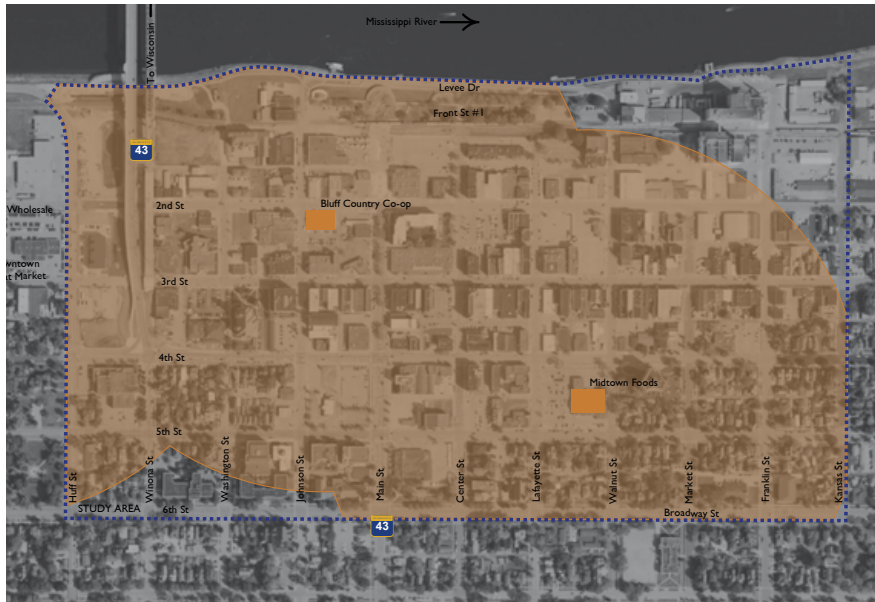 Mississippi River
To Wisconsin
Levee Dr
Front St #1
43
2nd St
Bluff Country Co-op
Wholesale
wntown
at Market
3rd St
4th St
Midtown Foods
5th St
Huff St
Winona St
Washington St
Johnson St
Main St
Center St
Lafayette St
Walnut St
Market St
Franklin St
Kansas St
STUDY AREA
6th St
Broadway St
43